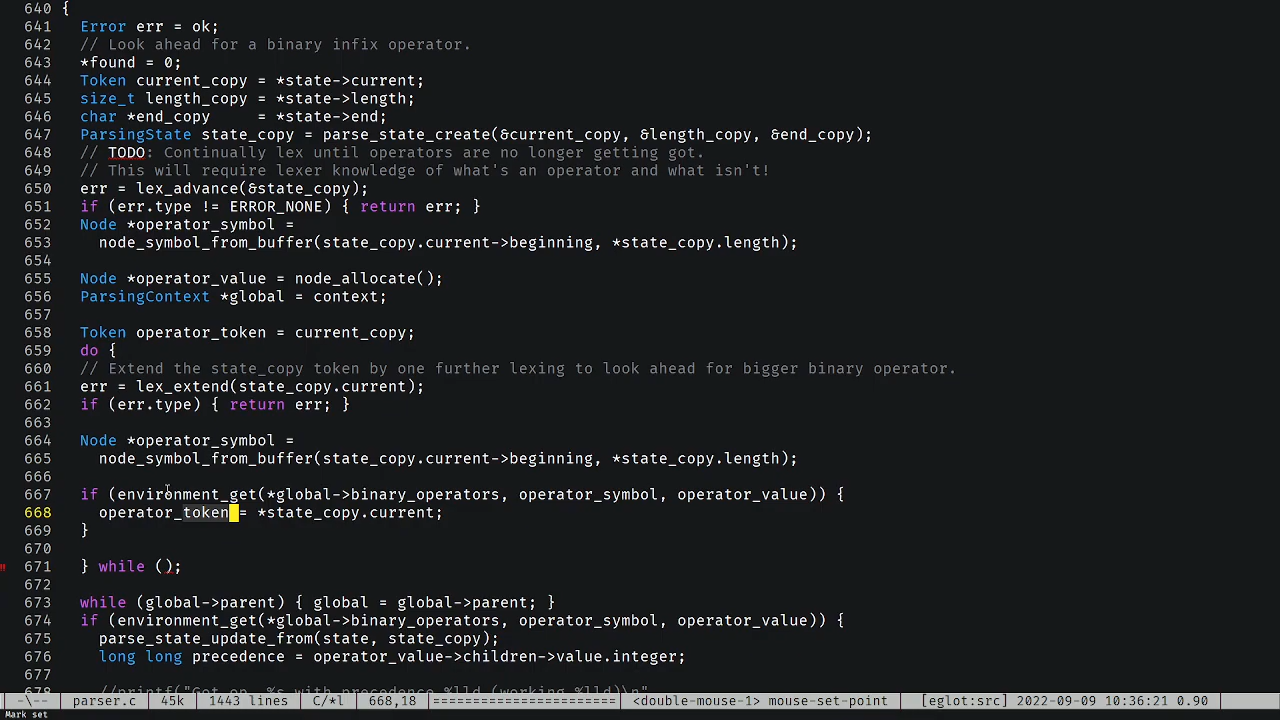 640 {
641   Error err = ok;
642   // Look ahead for a binary infix operator.
643   *found = 0;
644   Token current_copy = *state->current;
645   size_t length_copy = *state->length;
646   char *end_copy     = *state->end;
647   ParsingState state_copy = parse_state_create(&current_copy, &length_copy, &end_copy);
648   // TODO: Continually lex until operators are no longer getting got.
649   // This will require lexer knowledge of what's an operator and what isn't!
650   err = lex_advance(&state_copy);
651   if (err.type != ERROR_NONE) { return err; }
652   Node *operator_symbol =
653     node_symbol_from_buffer(state_copy.current->beginning, *state_copy.length);
654
655   Node *operator_value = node_allocate();
656   ParsingContext *global = context;
657
658   Token operator_token = current_copy;
659   do {
660   // Extend the state_copy token by one further lexing to look ahead for bigger binary operator.
661   err = lex_extend(state_copy.current);
662   if (err.type) { return err; }
663
664   Node *operator_symbol =
665     node_symbol_from_buffer(state_copy.current->beginning, *state_copy.length);
666
667   if (environment_get(*global->binary_operators, operator_symbol, operator_value)) {
668     operator_token = *state_copy.current;
669   }
670
671   } while ();
672
673   while (global->parent) { global = global->parent; }
674   if (environment_get(*global->binary_operators, operator_symbol, operator_value)) {
675     parse_state_update_from(state, state_copy);
676     long long precedence = operator_value->children->value.integer;
677
678     //printf("Got op. %s with precedence %lld (working %lld)\n"
-\-- parser.c 45k 1443 lines C/*l 668,18 ==================== <double-mouse-1> mouse-set-point [eglot:src] 2022-09-09 10:36:21 0.90
Mark set